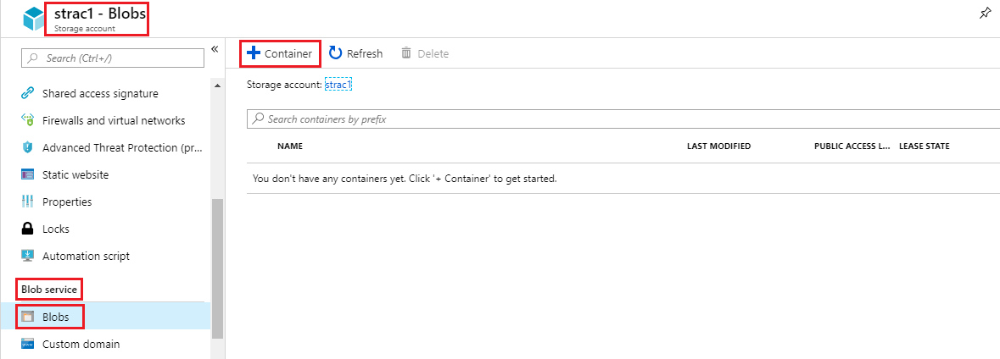 strac1 - Blobs
Storage account
Search (Ctrl+/)
«
Shared access signature
Firewalls and virtual networks
Advanced Threat Protection (pr...
Static website
Properties
Locks
Automation script
Blob service
Blobs
Custom domain
+ Container Refresh Delete
Storage account: strac1
Search containers by prefix
NAME LAST MODIFIED PUBLIC ACCESS L... LEASE STATE
You don't have any containers yet. Click '+ Container' to get started.